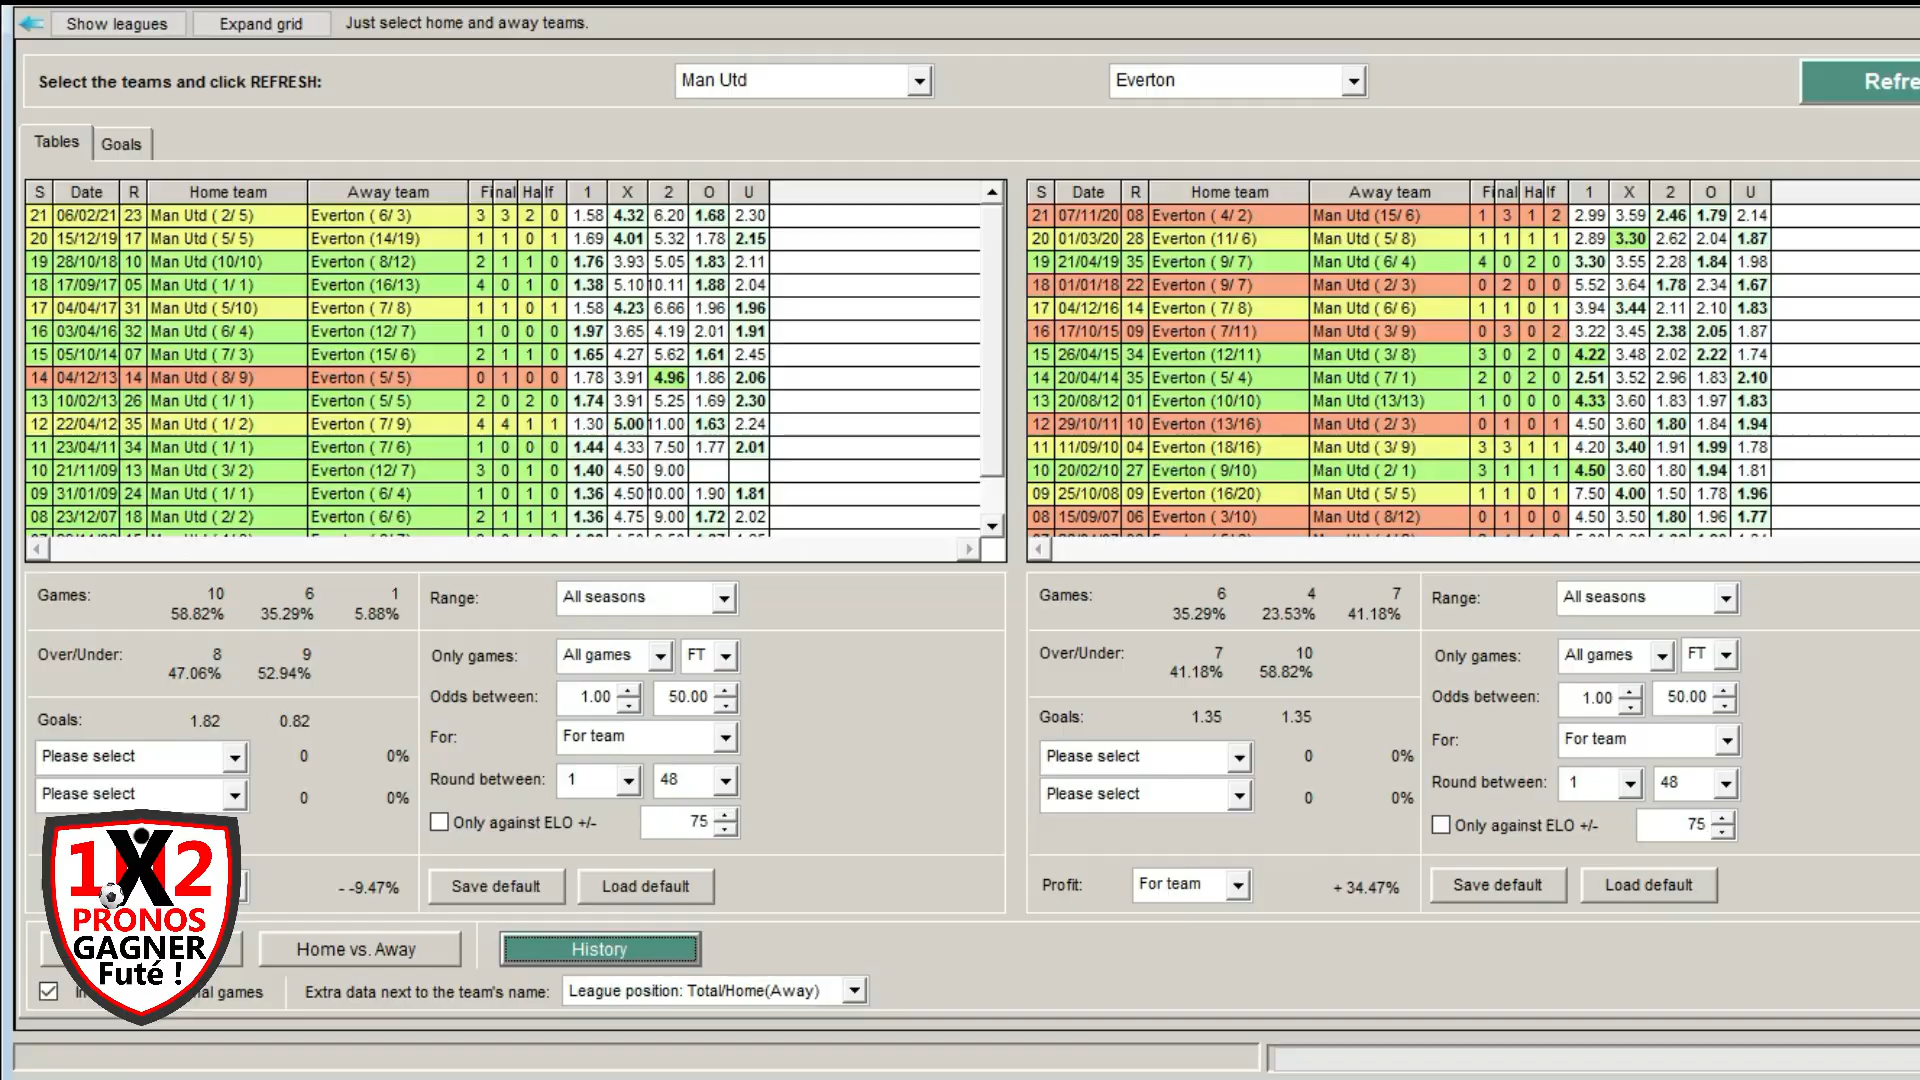 Show leagues Expand grid Just select home and away teams.
Select the teams and click REFRESH: Man Utd Everton Refre
Tables Goals
S Date R Home team Away team Final Half 1 X 2 O U
21 06/02/21 23 Man Utd ( 2/ 5) Everton ( 6/ 3) 3 3 2 0 1.58 4.32 6.20 1.68 2.30
20 15/12/19 17 Man Utd ( 5/ 5) Everton (14/19) 1 1 0 1 1.69 4.01 5.32 1.78 2.15
19 28/10/18 10 Man Utd (10/10) Everton ( 8/12) 2 1 1 0 1.76 3.93 5.05 1.83 2.11
18 17/09/17 05 Man Utd ( 1/ 1) Everton (16/13) 4 0 1 0 1.38 5.10 10.11 1.88 2.04
17 04/04/17 31 Man Utd ( 5/10) Everton ( 7/ 8) 1 1 0 1 1.58 4.23 6.66 1.96 1.96
16 03/04/16 32 Man Utd ( 6/ 4) Everton (12/ 7) 1 0 0 0 1.97 3.65 4.19 2.01 1.91
15 05/10/14 07 Man Utd ( 7/ 3) Everton (15/ 6) 2 1 1 0 1.65 4.27 5.62 1.61 2.45
14 04/12/13 14 Man Utd ( 8/ 9) Everton ( 5/ 5) 0 1 0 0 1.78 3.91 4.96 1.86 2.06
13 10/02/13 26 Man Utd ( 1/ 1) Everton ( 5/ 5) 2 0 2 0 1.74 3.91 5.25 1.69 2.30
12 22/04/12 35 Man Utd ( 1/ 2) Everton ( 7/ 9) 4 4 1 1 1.30 5.00 11.00 1.63 2.24
11 23/04/11 34 Man Utd ( 1/ 1) Everton ( 7/ 6) 1 0 0 0 1.44 4.33 7.50 1.77 2.01
10 21/11/09 13 Man Utd ( 3/ 2) Everton (12/ 7) 3 0 1 0 1.40 4.50 9.00
09 31/01/09 24 Man Utd ( 1/ 1) Everton ( 6/ 4) 1 0 1 0 1.36 4.50 10.00 1.90 1.81
08 23/12/07 18 Man Utd ( 2/ 2) Everton ( 6/ 6) 2 1 1 1 1.36 4.75 9.00 1.72 2.02
S Date R Home team Away team Final Half 1 X 2 O U
21 07/11/20 08 Everton ( 4/ 2) Man Utd (15/ 6) 1 3 1 2 2.99 3.59 2.46 1.79 2.14
20 01/03/20 28 Everton (11/ 6) Man Utd ( 5/ 8) 1 1 1 1 2.89 3.30 2.62 2.04 1.87
19 21/04/19 35 Everton ( 9/ 7) Man Utd ( 6/ 4) 4 0 2 0 3.30 3.55 2.28 1.84 1.98
18 01/01/18 22 Everton ( 9/ 7) Man Utd ( 2/ 3) 0 2 0 0 5.52 3.64 1.78 2.34 1.67
17 04/12/16 14 Everton ( 7/ 8) Man Utd ( 6/ 6) 1 1 0 1 3.94 3.44 2.11 2.10 1.83
16 17/10/15 09 Everton ( 7/11) Man Utd ( 3/ 9) 0 3 0 2 3.22 3.45 2.38 2.05 1.87
15 26/04/15 34 Everton (12/11) Man Utd ( 3/ 8) 3 0 2 0 4.22 3.48 2.02 2.22 1.74
14 20/04/14 35 Everton ( 5/ 4) Man Utd ( 7/ 1) 2 0 2 0 2.51 3.52 2.96 1.83 2.10
13 20/08/12 01 Everton (10/10) Man Utd (13/13) 1 0 0 0 4.33 3.60 1.83 1.97 1.83
12 29/10/11 10 Everton (13/16) Man Utd ( 2/ 3) 0 1 0 1 4.50 3.60 1.80 1.84 1.94
11 11/09/10 04 Everton (18/16) Man Utd ( 3/ 9) 3 3 1 1 4.20 3.40 1.91 1.99 1.78
10 20/02/10 27 Everton ( 9/10) Man Utd ( 2/ 1) 3 1 1 1 4.50 3.60 1.80 1.94 1.81
09 25/10/08 09 Everton (16/20) Man Utd ( 5/ 5) 1 1 0 1 7.50 4.00 1.50 1.78 1.96
08 15/09/07 06 Everton ( 3/10) Man Utd ( 8/12) 0 1 0 0 4.50 3.50 1.80 1.96 1.77
Games: 10 6 1
58.82% 35.29% 5.88%
Over/Under: 8 9
47.06% 52.94%
Goals: 1.82 0.82
Please select 0 0%
Please select 0 0%
- -9.47%
Range: All seasons
Only games: All games FT
Odds between: 1.00 50.00
For: For team
Round between: 1 48
Only against ELO +/- 75
Save default Load default
Games: 6 4 7
35.29% 23.53% 41.18%
Over/Under: 7 10
41.18% 58.82%
Goals: 1.35 1.35
Please select 0 0%
Please select 0 0%
Profit: For team + 34.47%
Range: All seasons
Only games: All games FT
Odds between: 1.00 50.00
For: For team
Round between: 1 48
Only against ELO +/- 75
Save default Load default
1X2
PRONOS
GAGNER
Futé !
Home vs. Away History
games Extra data next to the team's name: League position: Total/Home(Away)